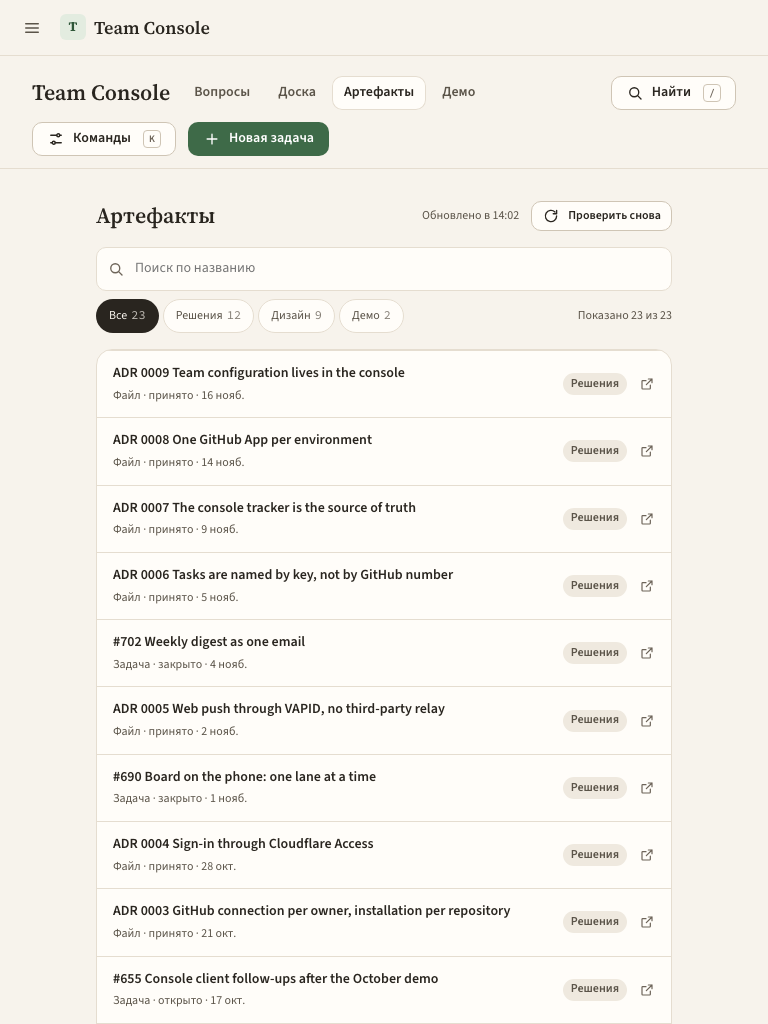 T Team Console
Team Console Вопросы Доска Артефакты Демо Найти /
Команды K Новая задача
Артефакты Обновлено в 14:02 Проверить снова
Поиск по названию
Все 23 Решения 12 Дизайн 9 Демо 2 Показано 23 из 23
ADR 0009 Team configuration lives in the console
Файл · принято · 16 нояб.
Решения
ADR 0008 One GitHub App per environment
Файл · принято · 14 нояб.
Решения
ADR 0007 The console tracker is the source of truth
Файл · принято · 9 нояб.
Решения
ADR 0006 Tasks are named by key, not by GitHub number
Файл · принято · 5 нояб.
Решения
#702 Weekly digest as one email
Задача · закрыто · 4 нояб.
Решения
ADR 0005 Web push through VAPID, no third-party relay
Файл · принято · 2 нояб.
Решения
#690 Board on the phone: one lane at a time
Задача · закрыто · 1 нояб.
Решения
ADR 0004 Sign-in through Cloudflare Access
Файл · принято · 28 окт.
Решения
ADR 0003 GitHub connection per owner, installation per repository
Файл · принято · 21 окт.
Решения
#655 Console client follow-ups after the October demo
Задача · открыто · 17 окт.
Решения